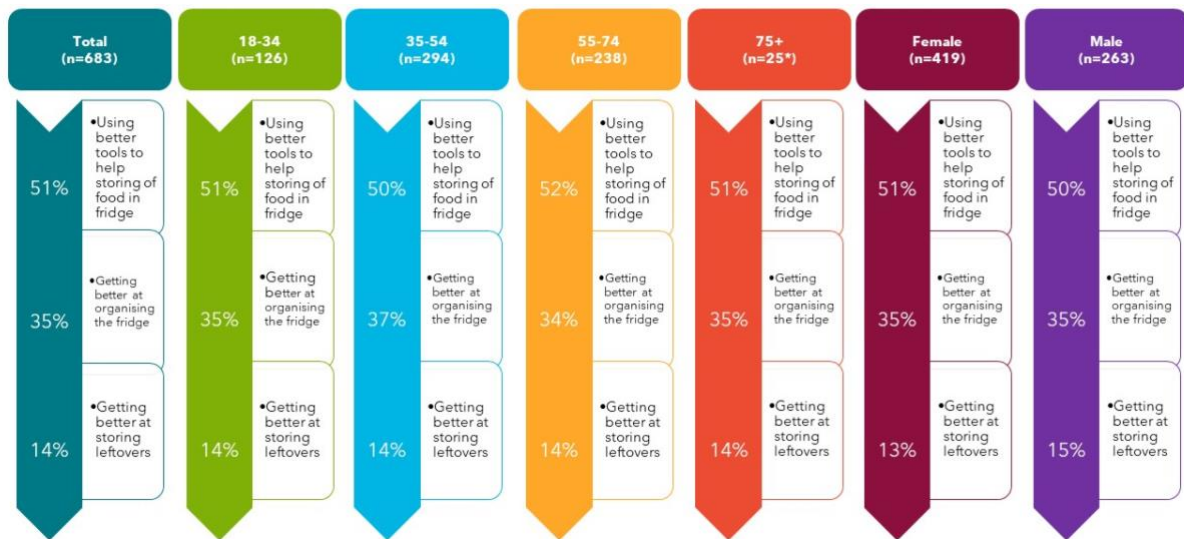 Total
(n=683)
18-34
(n=126)
35-54
(n=294)
55-74
(n=238)
75+
(n=25*)
Female
(n=419)
Male
(n=263)
51%
•Using
better
tools to
help
storing of
food in
fridge
35%
•Getting
better at
organising
the fridge
14%
•Getting
better at
storing
leftovers
51%
•Using
better
tools to
help
storing of
food in
fridge
35%
•Getting
better at
organising
the fridge
14%
•Getting
better at
storing
leftovers
50%
•Using
better
tools to
help
storing of
food in
fridge
37%
•Getting
better at
organising
the fridge
14%
•Getting
better at
storing
leftovers
52%
•Using
better
tools to
help
storing of
food in
fridge
34%
•Getting
better at
organising
the fridge
14%
•Getting
better at
storing
leftovers
51%
•Using
better
tools to
help
storing of
food in
fridge
35%
•Getting
better at
organising
the fridge
14%
•Getting
better at
storing
leftovers
51%
•Using
better
tools to
help
storing of
food in
fridge
35%
•Getting
better at
organising
the fridge
13%
•Getting
better at
storing
leftovers
50%
•Using
better
tools to
help
storing of
food in
fridge
35%
•Getting
better at
organising
the fridge
15%
•Getting
better at
storing
leftovers